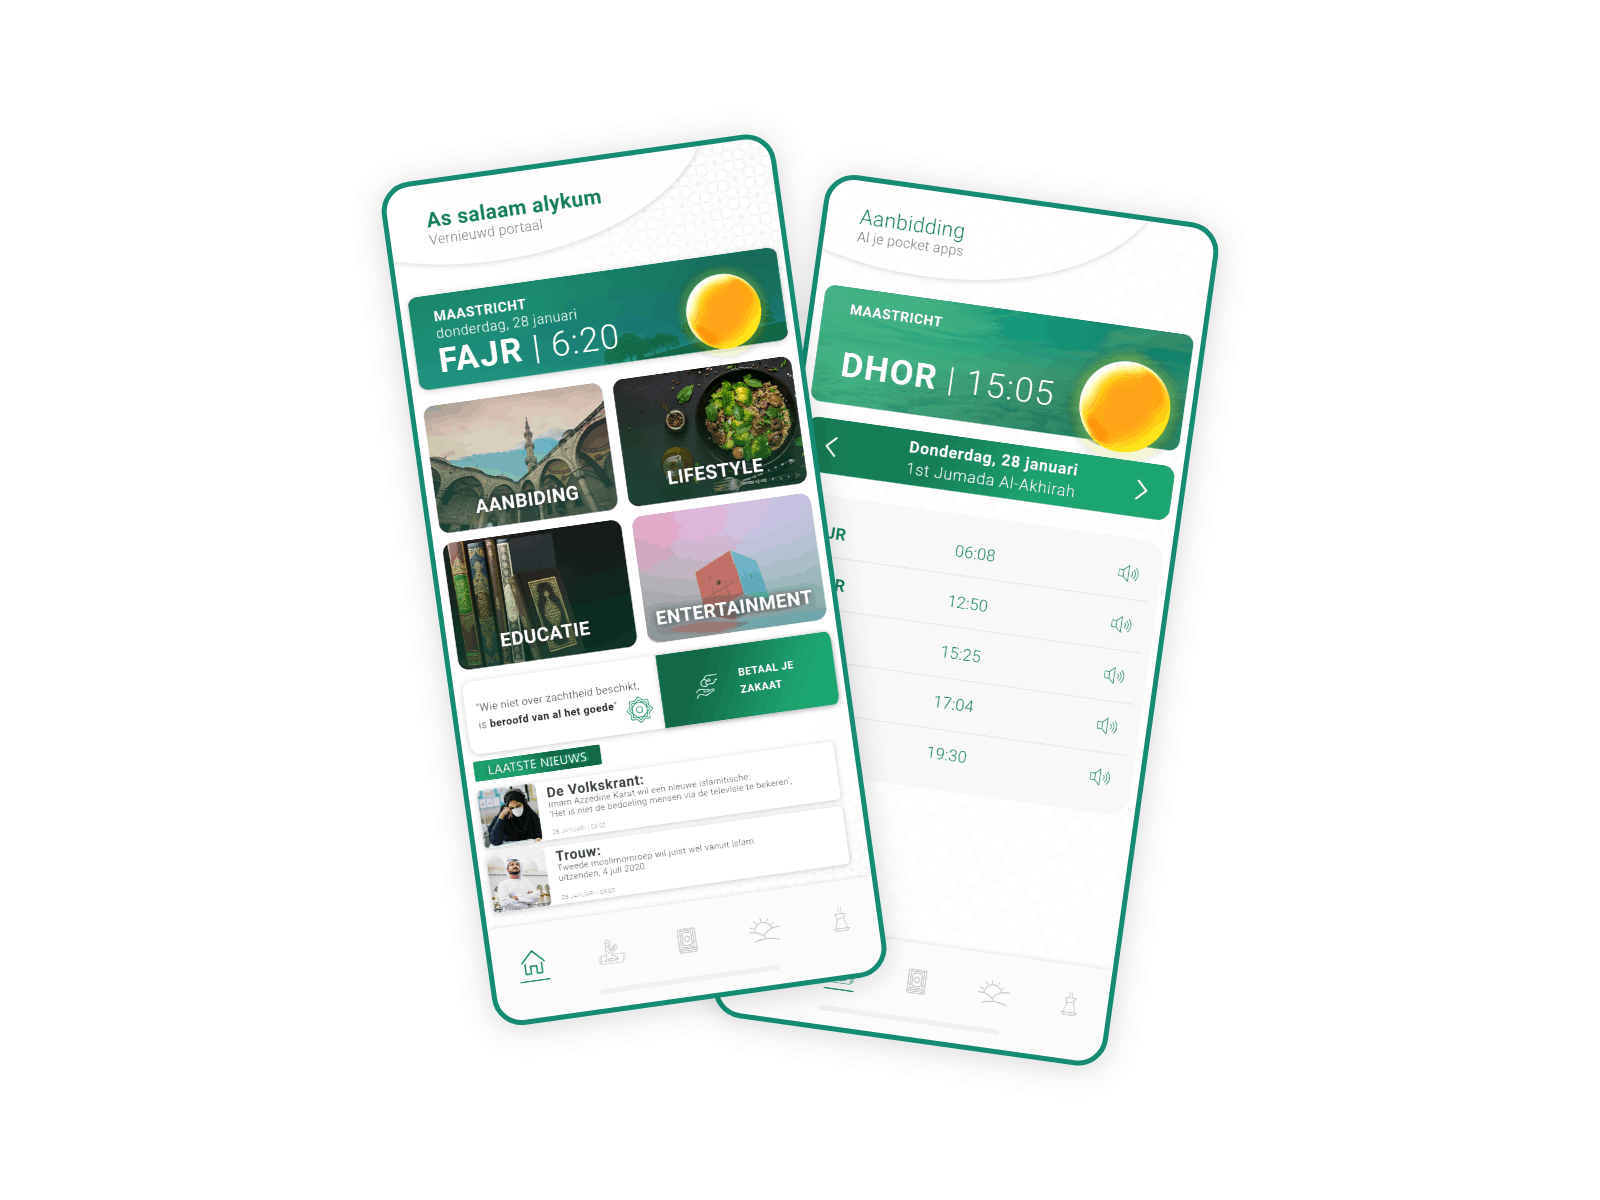 As salaam alykum
Vernieuwd portaal
MAASTRICHT
donderdag, 28 januari
FAJR | 6:20
AANBIDING
LIFESTYLE
EDUCATIE
ENTERTAINMENT
"Wie niet over zachtheid beschikt,
is beroofd van al het goede"
BETAAL JE
ZAKAAT
LAATSTE NIEUWS
De Volkskrant:
Imam Azzedine Karat wil een nieuwe islamitische:
'Het is niet de bedoeling mensen via de televisie te bekeren',
28 JANUARI | 09:00
Trouw:
Tweede moslimomroep wil juist wel vanuit islam
uitzenden, 4 juli 2020
28 JANUARI | 09:00
Aanbidding
Al je pocket apps
MAASTRICHT
DHOR | 15:05
Donderdag, 28 januari
1st Jumada Al-Akhirah
JR 06:08
R 12:50
15:25
17:04
19:30